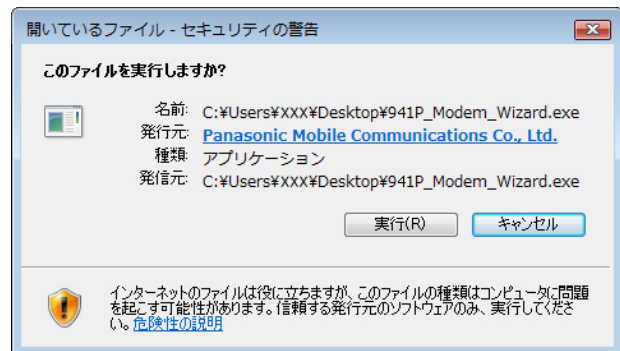 開いているファイル - セキュリティの警告
このファイルを実行しますか?
名前: C:¥Users¥XXX¥Desktop¥941P_Modem_Wizard.exe
発行元: Panasonic Mobile Communications Co., Ltd.
種類: アプリケーション
発信元: C:¥Users¥XXX¥Desktop¥941P_Modem_Wizard.exe
実行(R) キャンセル
インターネットのファイルは役に立ちますが、このファイルの種類はコンピュータに問題
を起こす可能性があります。信頼する発行元のソフトウェアのみ、実行してくださ
い。危険性の説明